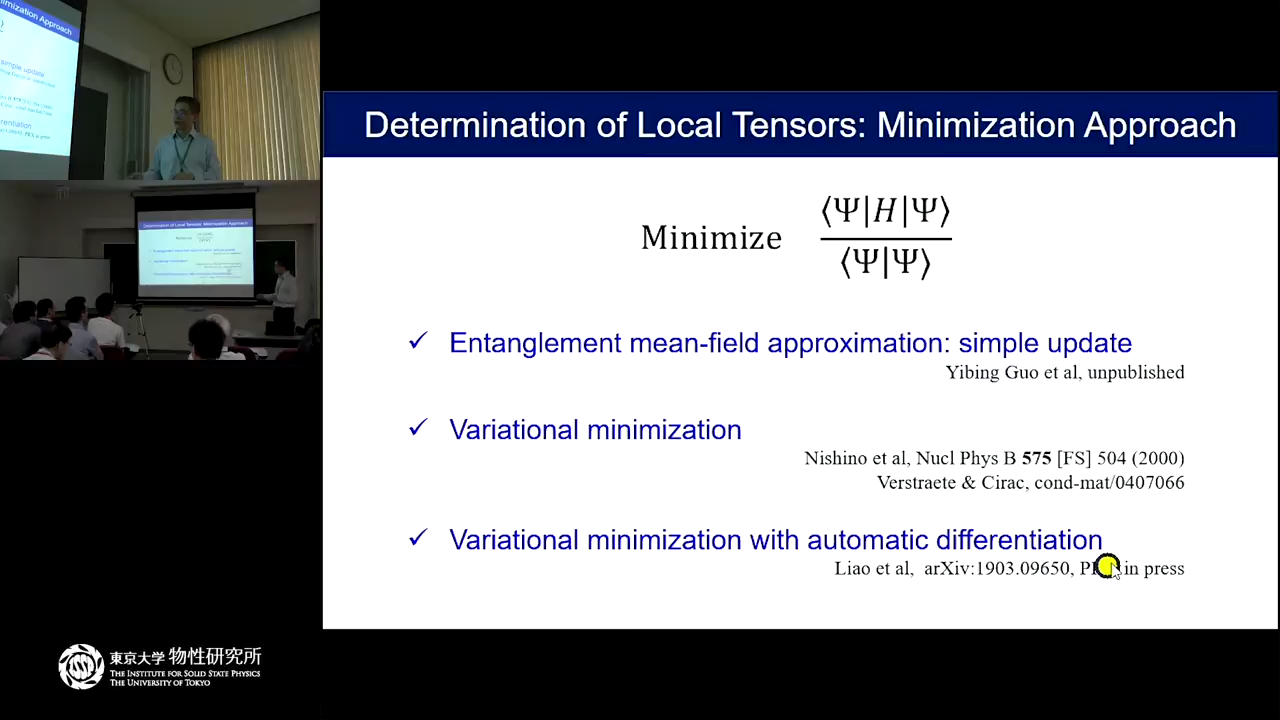 Determination of Local Tensors: Minimization Approach
Minimize ⟨Ψ|H|Ψ⟩
⟨Ψ|Ψ⟩
✓ Entanglement mean-field approximation: simple update
Yibing Guo et al, unpublished
✓ Variational minimization
Nishino et al, Nucl Phys B 575 [FS] 504 (2000)
Verstraete & Cirac, cond-mat/0407066
✓ Variational minimization with automatic differentiation
Liao et al, arXiv:1903.09650, in press
東京大学 物性研究所
THE INSTITUTE FOR SOLID STATE PHYSICS
THE UNIVERSITY OF TOKYO